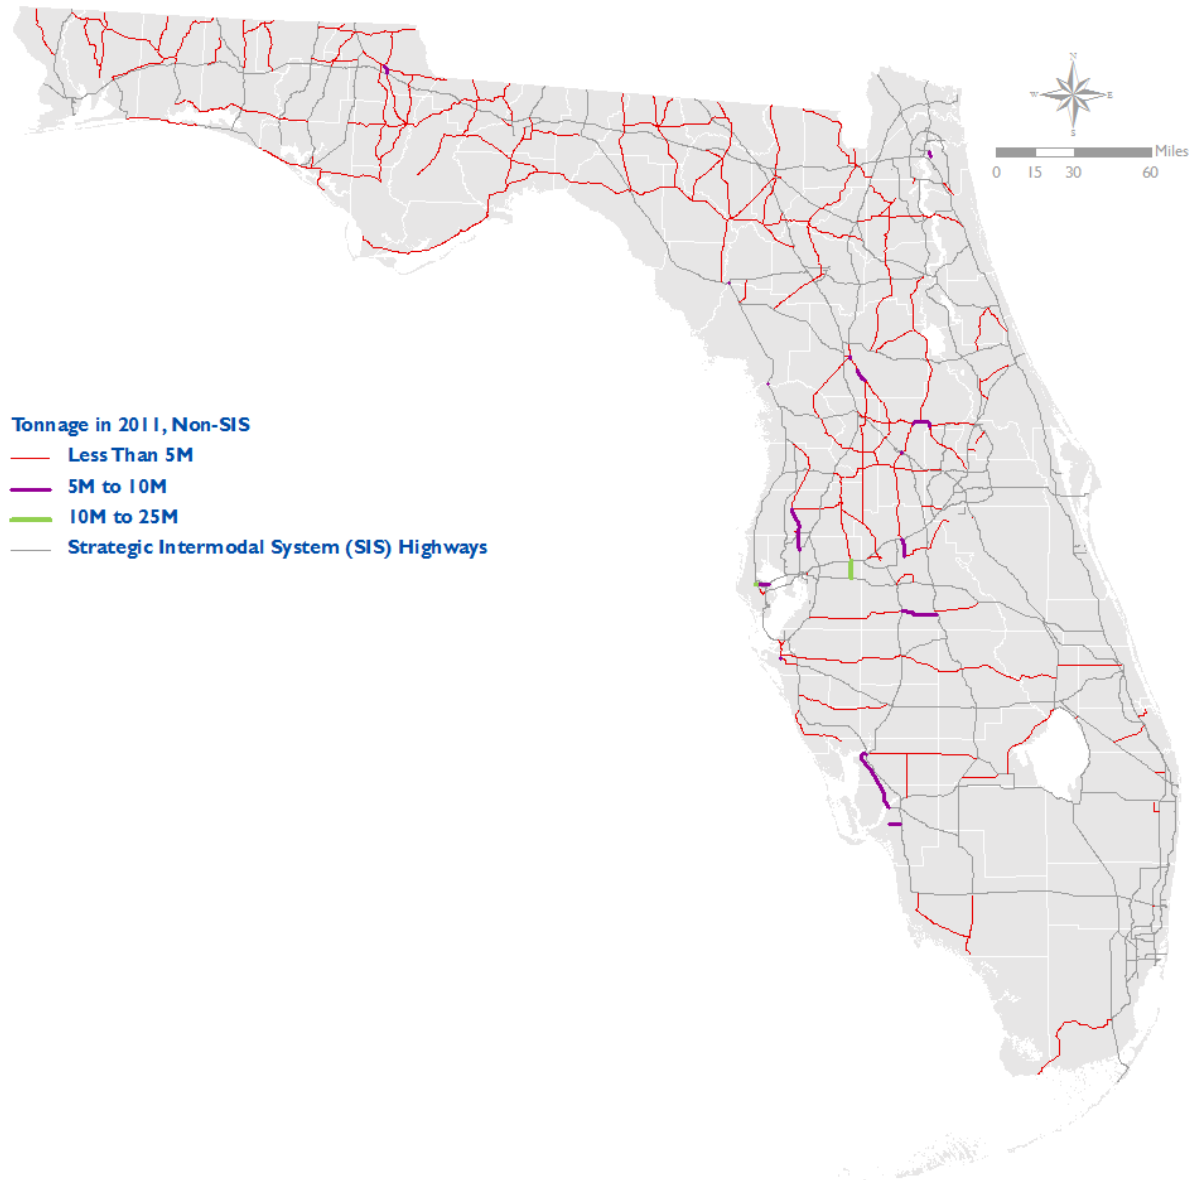 N
W
E
S
Miles
0 15 30 60
Tonnage in 2011, Non-SIS
Less Than 5M
5M to 10M
10M to 25M
Strategic Intermodal System (SIS) Highways